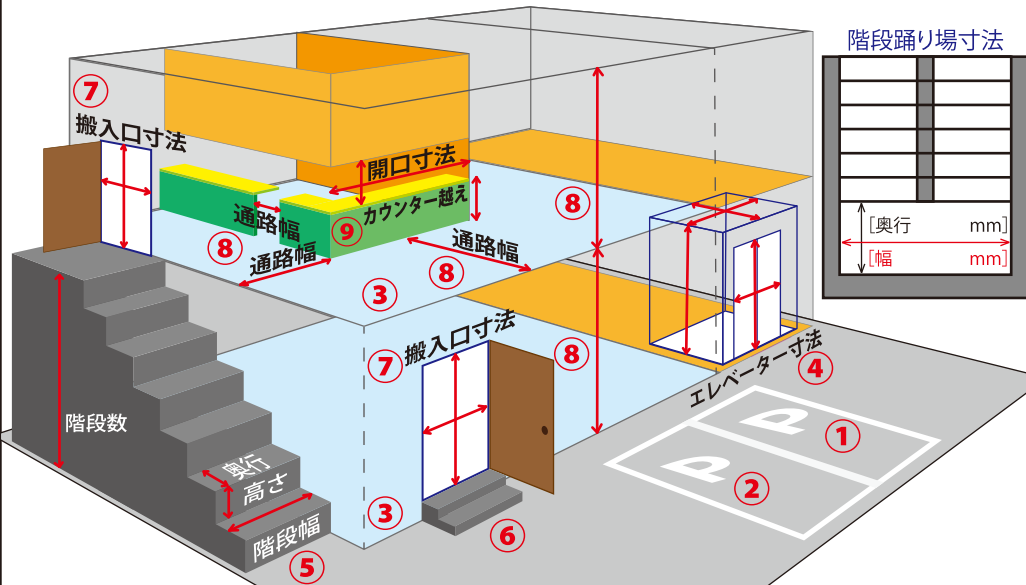 階段踊り場寸法
[奥行 mm]
[幅 mm]
⑦
搬入口寸法
開口寸法
カウンター越え
⑨
通路幅
⑧
通路幅
通路幅
⑧
⑧
③
⑦
搬入口寸法
⑧
エレベーター寸法
④
階段数
奥行
高さ
階段幅
⑤
③
⑥
P
①
P
②